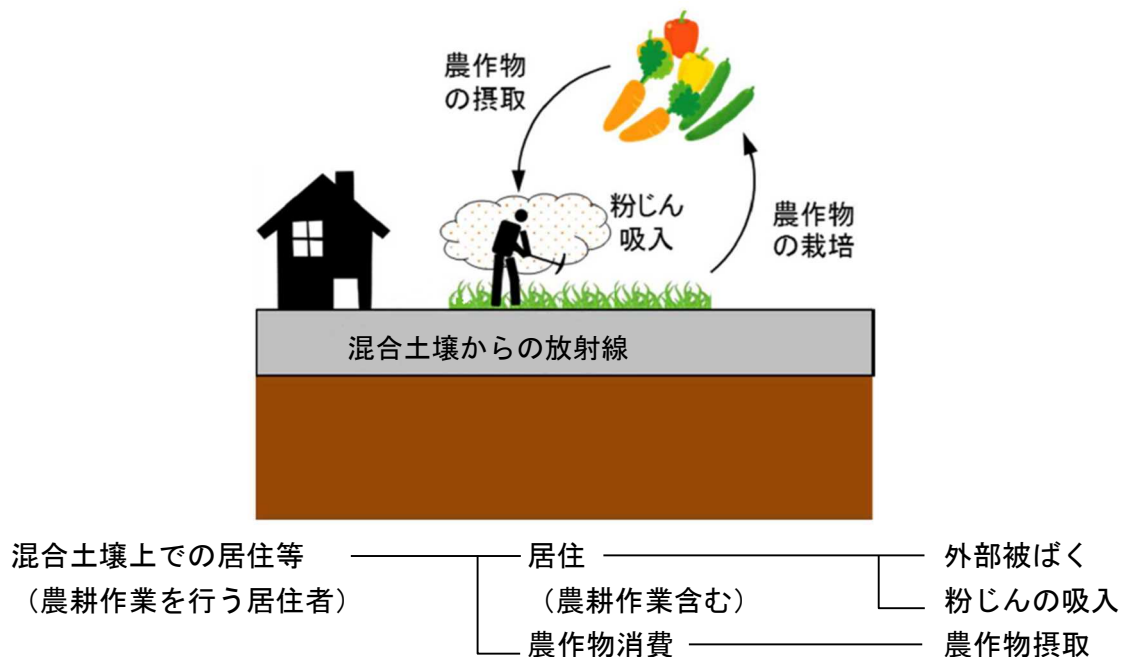 農作物
の摂取
粉じん
吸入
農作物
の栽培
混合土壌からの放射線
混合土壌上での居住等
（農耕作業を行う居住者）
居住
（農耕作業含む）
農作物消費
外部被ばく
粉じんの吸入
農作物摂取